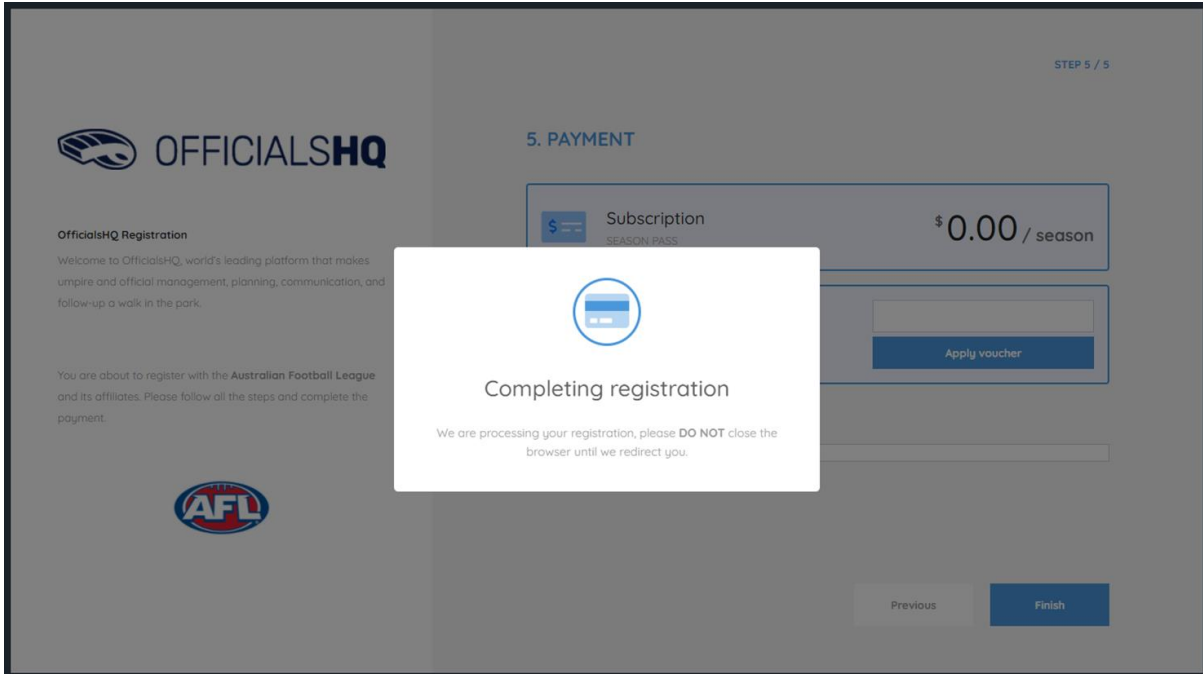 STEP 5 / 5
OFFICIALSHQ
5. PAYMENT
OfficialsHQ Registration
Welcome to OfficialsHQ, world's leading platform that makes
umpire and official management, planning, communication, and
follow-up a walk in the park.
You are about to register with the Australian Football League
and its affiliates. Please follow all the steps and complete the
payment.
AFL
$
Subscription
SEASON PASS
$0.00 / season
Apply voucher
Completing registration
We are processing your registration, please DO NOT close the
browser until we redirect you.
Previous
Finish